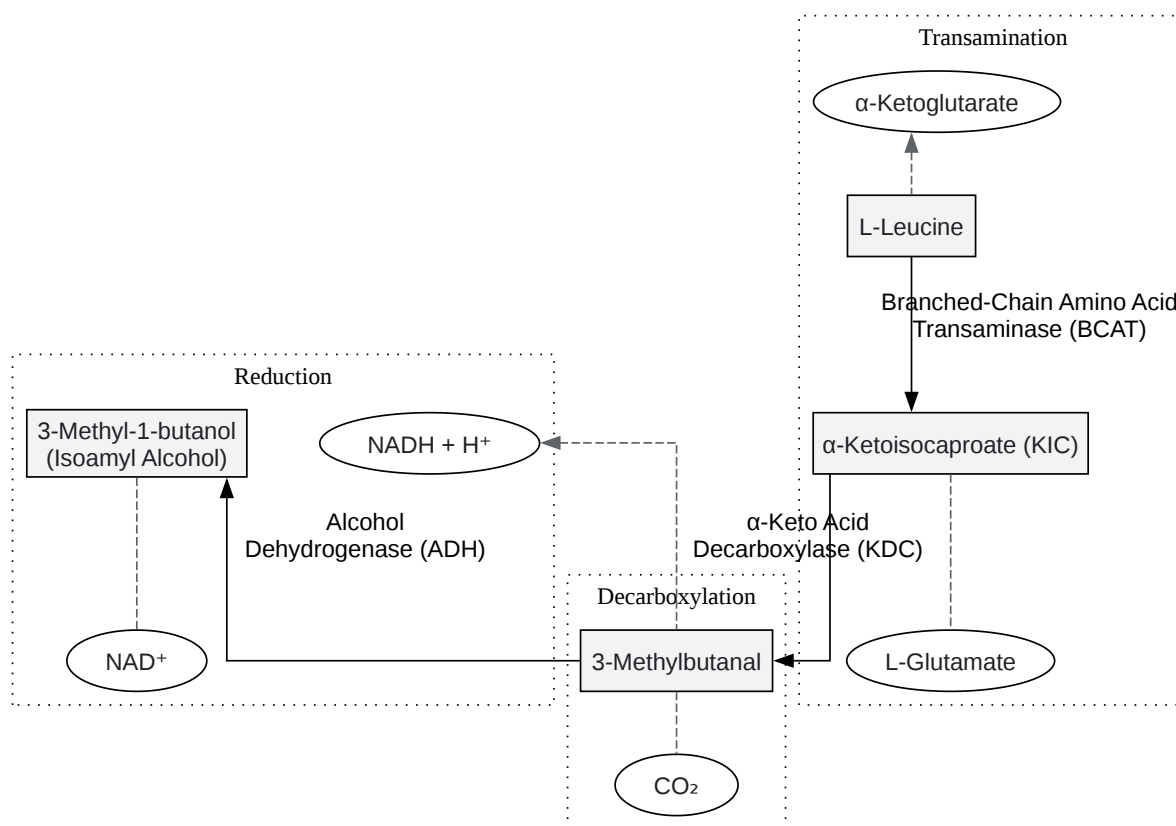 Transamination
α-Ketoglutarate
L-Leucine
Branched-Chain Amino Acid
Transaminase (BCAT)
Reduction
3-Methyl-1-butanol
(Isoamyl Alcohol)
NADH + H⁺
α-Ketoisocaproate (KIC)
Alcohol
Dehydrogenase (ADH)
α-Keto Acid
Decarboxylase (KDC)
Decarboxylation
NAD⁺
3-Methylbutanal
L-Glutamate
CO₂